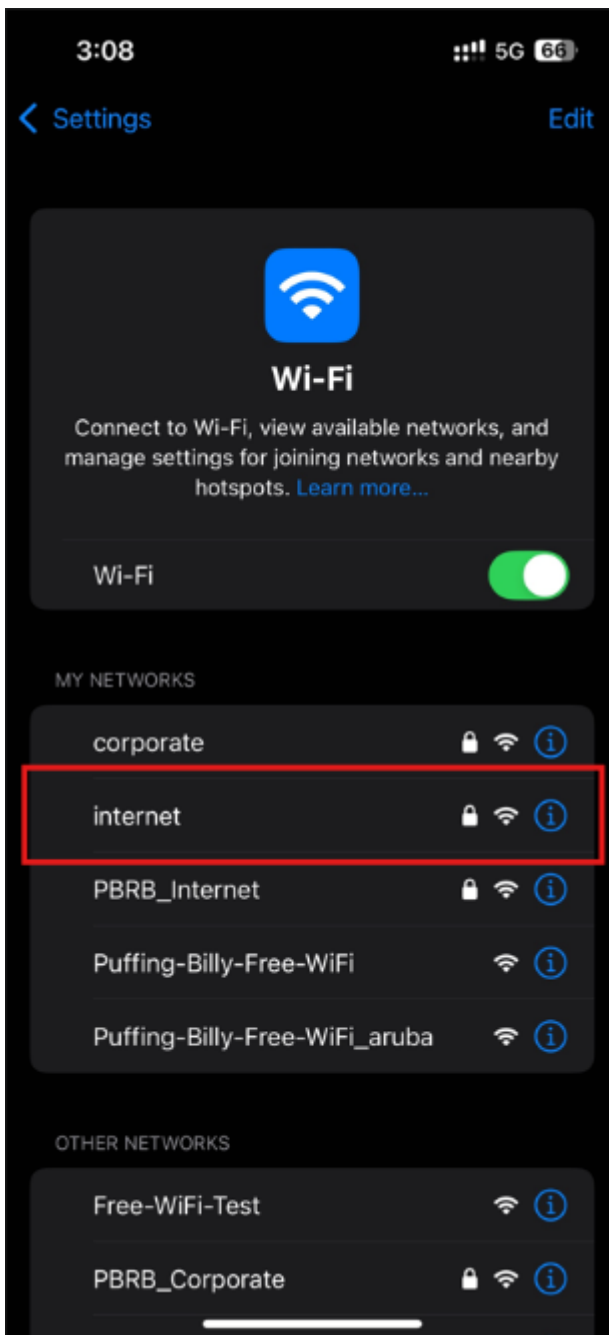 3:08 5G 66
Settings Edit
Wi-Fi
Connect to Wi-Fi, view available networks, and
manage settings for joining networks and nearby
hotspots. Learn more...
Wi-Fi
MY NETWORKS
corporate
internet
PBRB_Internet
Puffing-Billy-Free-WiFi
Puffing-Billy-Free-WiFi_aruba
OTHER NETWORKS
Free-WiFi-Test
PBRB_Corporate